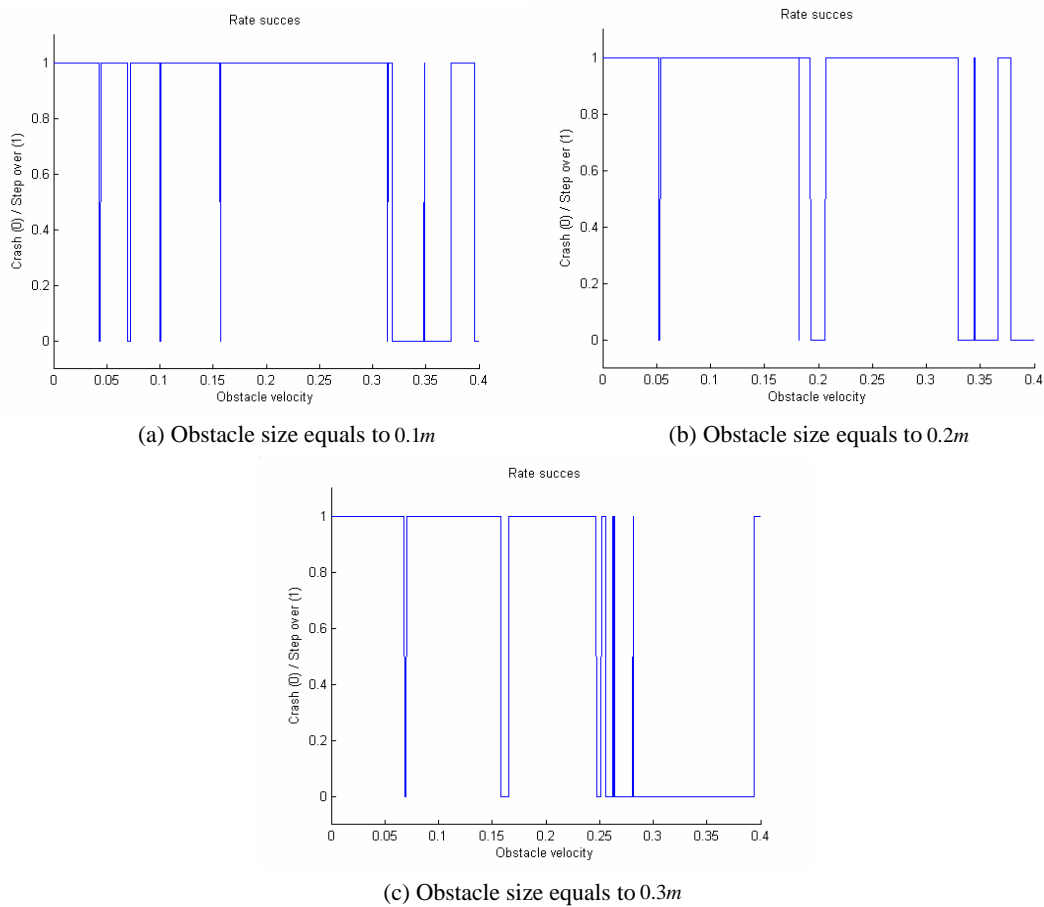 Rate succes
1
0.8
0.6
0.4
0.2
0
Crash (0) / Step over (1)
0 0.05 0.1 0.15 0.2 0.25 0.3 0.35 0.4
Obstacle velocity
(a) Obstacle size equals to 0.1m
Rate succes
1
0.8
0.6
0.4
0.2
0
Crash (0) / Step over (1)
0 0.05 0.1 0.15 0.2 0.25 0.3 0.35 0.4
Obstacle velocity
(b) Obstacle size equals to 0.2m
Rate succes
1
0.8
0.6
0.4
0.2
0
Crash (0) / Step over (1)
0 0.05 0.1 0.15 0.2 0.25 0.3 0.35 0.4
Obstacle velocity
(c) Obstacle size equals to 0.3m